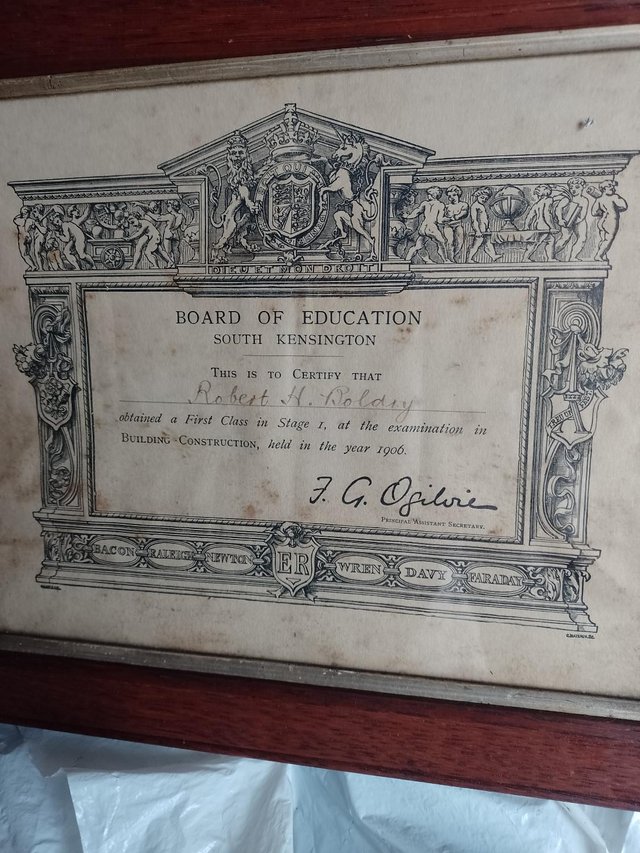 DIEU ET MON DROIT
BOARD OF EDUCATION
SOUTH KENSINGTON
THIS IS TO CERTIFY THAT
Robert H. Boldry
obtained a First Class in Stage 1, at the examination in
BUILDING CONSTRUCTION, held in the year 1906.
F. G. Ogilvie
PRINCIPAL ASSISTANT SECRETARY.
BACON RALEIGH NEWTON ER WREN DAVY FARADAY